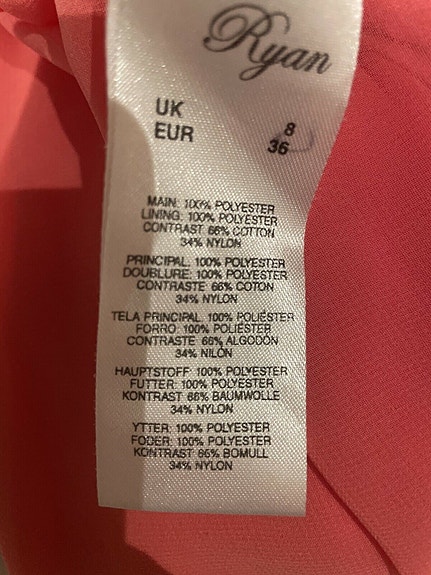 Ryan
UK 8
EUR 36
MAIN: 100% POLYESTER
LINING: 100% POLYESTER
CONTRAST 66% COTTON
34% NYLON
PRINCIPAL: 100% POLYESTER
DOUBLURE: 100% POLYESTER
CONTRASTE 66% COTON
34% NYLON
TELA PRINCIPAL: 100% POLIÉSTER
FORRO: 100% POLIÉSTER
CONTRASTE 66% ALGODÓN
34% NILÓN
HAUPTSTOFF: 100% POLYESTER
FUTTER: 100% POLYESTER
KONTRAST 66% BAUMWOLLE
34% NYLON
YTTER: 100% POLYESTER
FODER: 100% POLYESTER
KONTRAST 66% BOMULL
34% NYLON